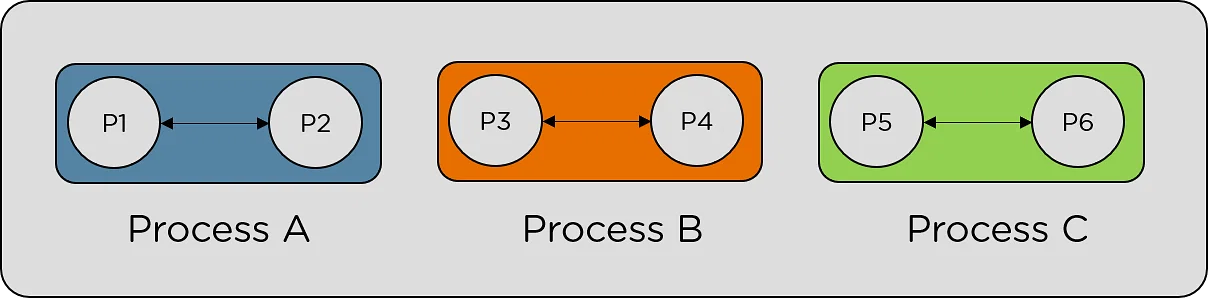 P1
P2
P3
P4
P5
P6
Process A
Process B
Process C